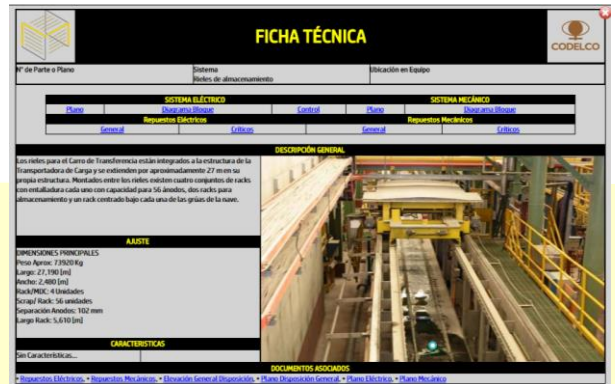 FICHA TÉCNICA
CODELCO
N° de Parte o Plano
Sistema
Rieles de almacenamiento
Ubicación en Equipo
SISTEMA ELÉCTRICO
SISTEMA MECÁNICO
Plano Diagrama Bloque Control Plano Diagrama Bloque
Repuestos Eléctricos
Repuestos Mecánicos
General Críticos General Críticos
DESCRIPCIÓN GENERAL
Los rieles para el Carro de Transferencia están integrados a la estructura de la
Transportadora de Carga y se extienden por aproximadamente 27 m en su
propia estructura. Montados entre los rieles existen cuatro conjuntos de racks
con entalladura cada uno con capacidad para 56 ánodos, dos racks para
almacenamiento y un rack centrado bajo cada una de las grúas de la nave.
AJUSTE
DIMENSIONES PRINCIPALES
Peso Aprox: 73920 Kg
Largo: 27,190 [m]
Ancho: 2,480 [m]
Rack/MDC: 4 Unidades
Scrap/ Rack: 56 unidades
Separación Anodos: 102 mm
Largo Rack: 5,610 [m]
CARACTERISTICAS
Sin Características...
DOCUMENTOS ASOCIADOS
• Repuestos Eléctricos. • Repuestos Mecánicos. • Elevación General Disposición. • Plano Disposición General. • Plano Eléctrico. • Plano Mecánico